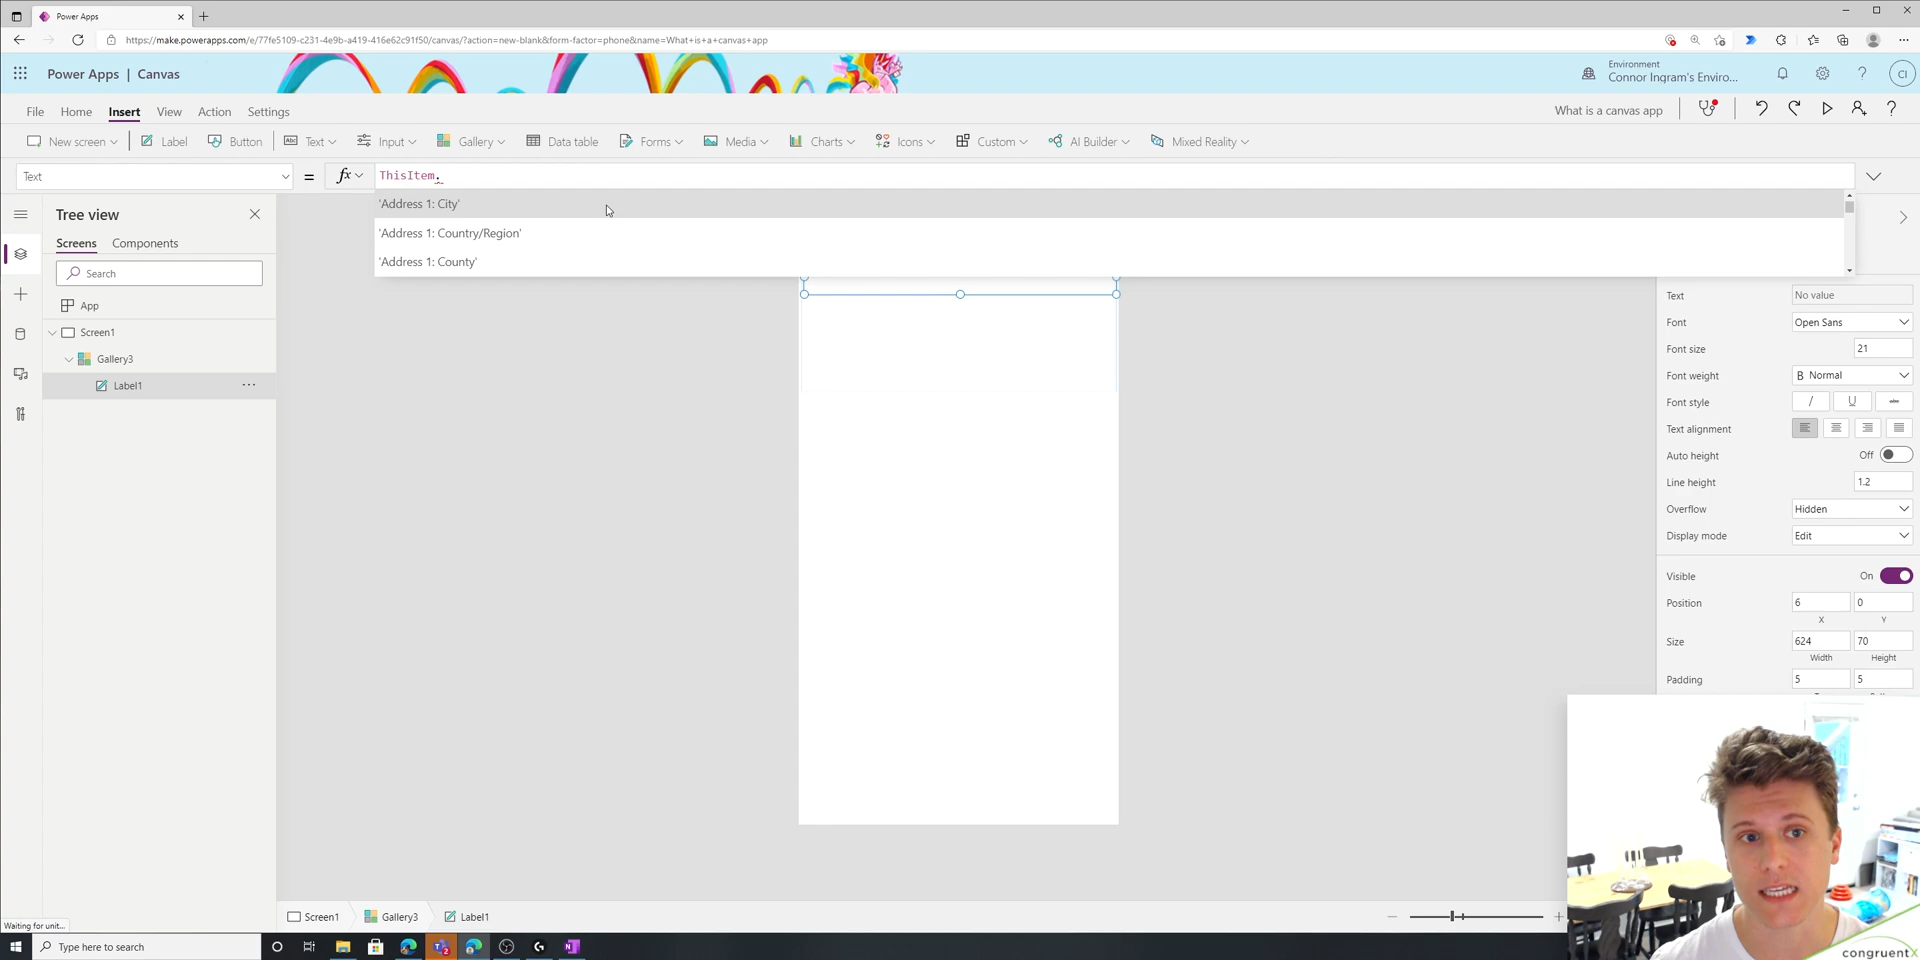 Power Apps
https://make.powerapps.com/e/77fe5109-c231-4e9b-a419-416e62c91f50/canvas/?action=new-blank&form-factor=phone&name=What+is+a+canvas+app
Power Apps | Canvas
Environment
Connor Ingram's Enviro...
CI
File Home Insert View Action Settings
What is a canvas app
New screen Label Button Text Input Gallery Data table Forms Media Charts Icons Custom AI Builder Mixed Reality
Text = fx ThisItem.
'Address 1: City'
'Address 1: Country/Region'
'Address 1: County'
Tree view
Screens Components
Search
App
Screen1
Gallery3
Label1
Text No value
Font Open Sans
Font size 21
Font weight B Normal
Font style / U abc
Text alignment
Auto height Off
Line height 1.2
Overflow Hidden
Display mode Edit
Visible On
Position 6 0
X Y
Size 624 70
Width Height
Padding 5 5
Screen1 Gallery3 Label1
Waiting for unit...
Type here to search
congruentX